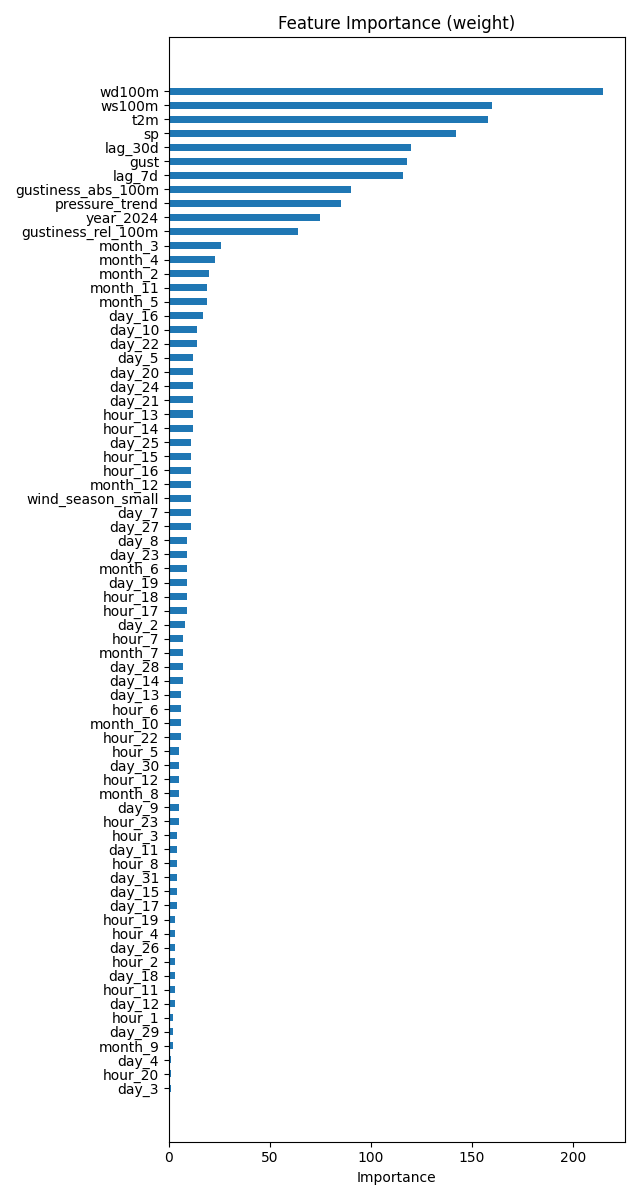 Feature Importance (weight)
wd100m
ws100m
t2m
sp
lag_30d
gust
lag_7d
gustiness_abs_100m
pressure_trend
year_2024
gustiness_rel_100m
month_3
month_4
month_2
month_11
month_5
day_16
day_10
day_22
day_5
day_20
day_24
day_21
hour_13
hour_14
day_25
hour_15
hour_16
month_12
wind_season_small
day_7
day_27
day_8
day_23
month_6
day_19
hour_18
hour_17
day_2
hour_7
month_7
day_28
day_14
day_13
hour_6
month_10
hour_22
hour_5
day_30
hour_12
month_8
day_9
hour_23
hour_3
day_11
hour_8
day_31
day_15
day_17
hour_19
hour_4
day_26
hour_2
day_18
hour_11
day_12
hour_1
day_29
month_9
day_4
hour_20
day_3
0 50 100 150 200
Importance